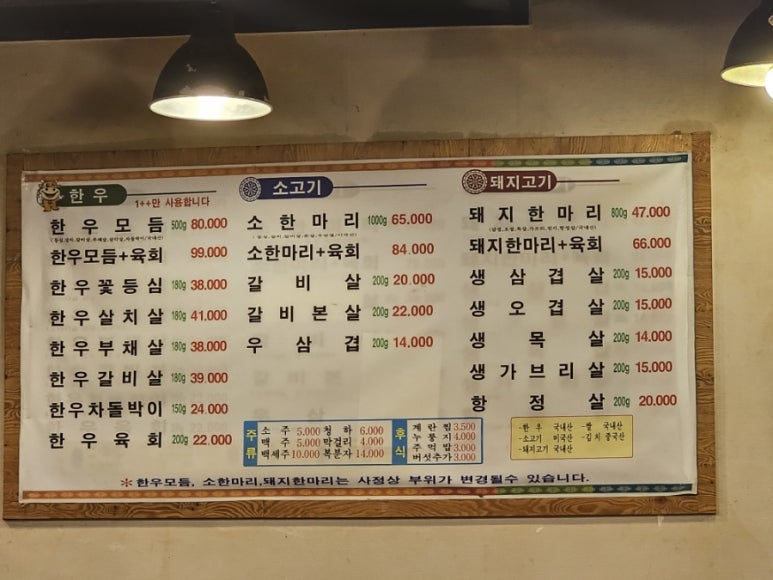 한우
1++만 사용합니다
한우모듬 500g 80.000
한우모듬+육회 99.000
한우꽃등심 180g 38.000
한우살치살 180g 41.000
한우부채살 180g 38.000
한우갈비살 180g 39.000
한우차돌박이 150g 24.000
한우육회 200g 22.000
소고기
소한마리 1000g 65.000
소한마리+육회 84.000
갈비살 200g 20.000
갈비본살 200g 22.000
우삼겹 200g 14.000
돼지고기
돼지한마리 800g 47.000
돼지한마리+육회 66.000
생삼겹살 200g 15.000
생오겹살 200g 15.000
생목살 200g 14.000
생가브리살 200g 15.000
항정살 200g 20.000
주류
소주 5.000 청하 6.000
맥주 5.000 막걸리 4.000
백세주 10.000 복분자 14.000
후식
계란찜 3.500
누룽지 4.000
주먹밥 3.000
버섯추가 3.000
-한우 국내산 -쌀 국내산
-소고기 미국산 -김치 중국산
-돼지고기 국내산
※한우모듬, 소한마리,돼지한마리는 사정상 부위가 변경될수 있습니다.